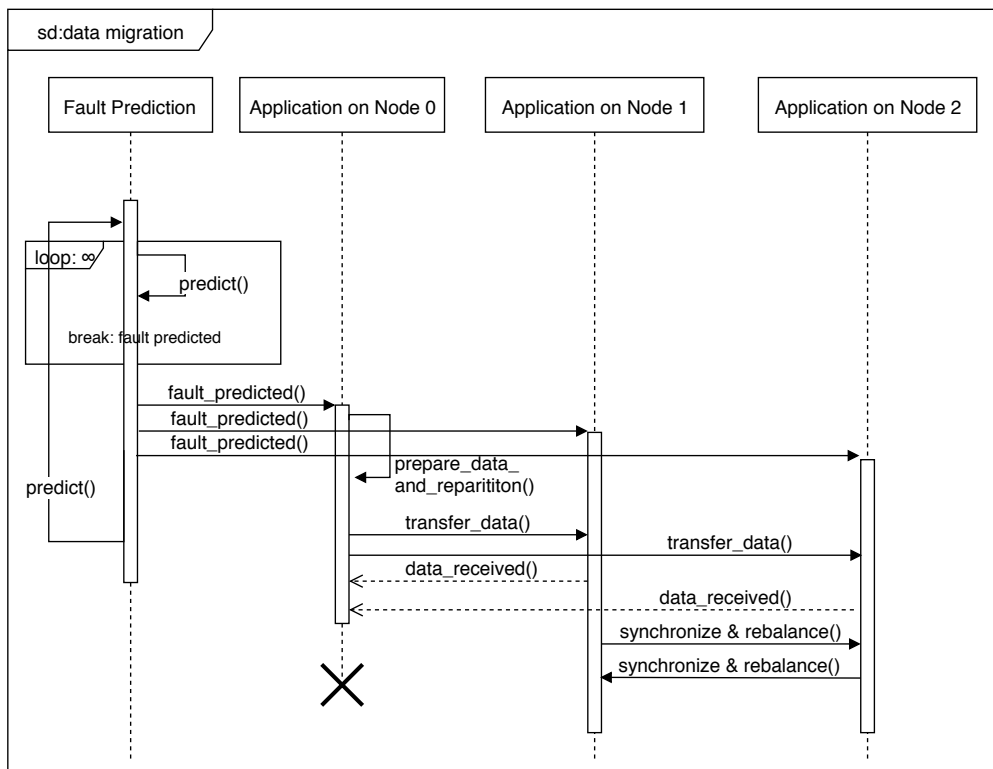 sd:data migration
Fault Prediction
Application on Node 0
Application on Node 1
Application on Node 2
loop: ∞
predict()
break: fault predicted
fault_predicted()
fault_predicted()
fault_predicted()
prepare_data_
and_reparititon()
predict()
transfer_data()
transfer_data()
data_received()
data_received()
synchronize & rebalance()
synchronize & rebalance()